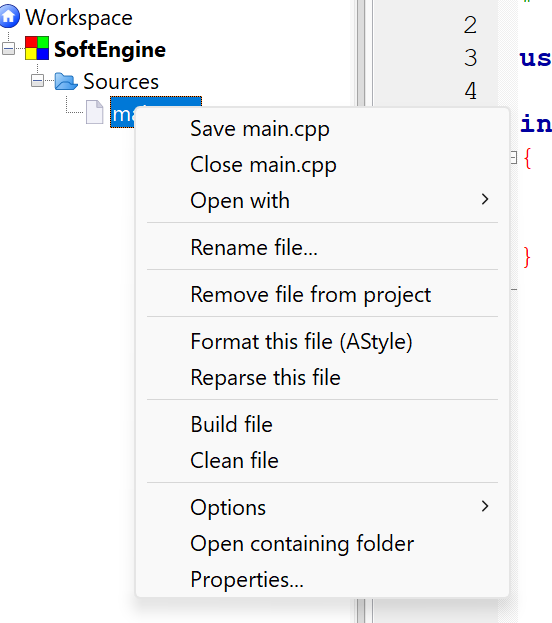 Workspace
SoftEngine
Sources
Save main.cpp
Close main.cpp
Open with
Rename file...
Remove file from project
Format this file (AStyle)
Reparse this file
Build file
Clean file
Options
Open containing folder
Properties...
2
3 us
4
in
{
}